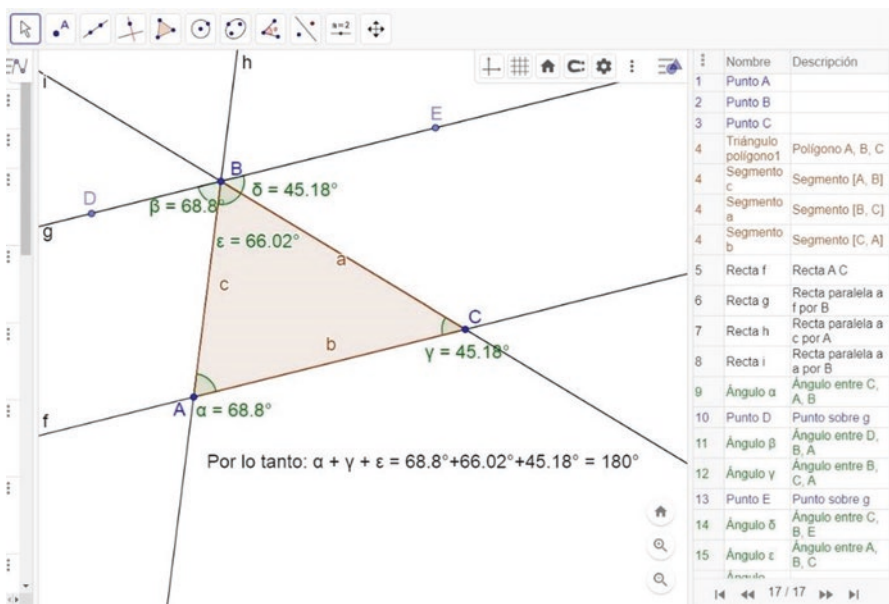 A
a=2
h
i
E
B
D
δ = 45.18°
β = 68.8°
g
ε = 66.02°
a
c
C
b
γ = 45.18°
f
A
α = 68.8°
Por lo tanto: α + γ + ε = 68.8°+66.02°+45.18° = 180°
Nombre Descripción
1 Punto A
2 Punto B
3 Punto C
4 Triángulo polígono1 Polígono A, B, C
4 Segmento c Segmento [A, B]
4 Segmento a Segmento [B, C]
4 Segmento b Segmento [C, A]
5 Recta f Recta A C
6 Recta g Recta paralela a f por B
7 Recta h Recta paralela a c por A
8 Recta i Recta paralela a a por B
9 Ángulo α Ángulo entre C, A, B
10 Punto D Punto sobre g
11 Ángulo β Ángulo entre D, B, A
12 Ángulo γ Ángulo entre B, C, A
13 Punto E Punto sobre g
14 Ángulo δ Ángulo entre C, B, E
15 Ángulo ε Ángulo entre A, B, C
17 / 17